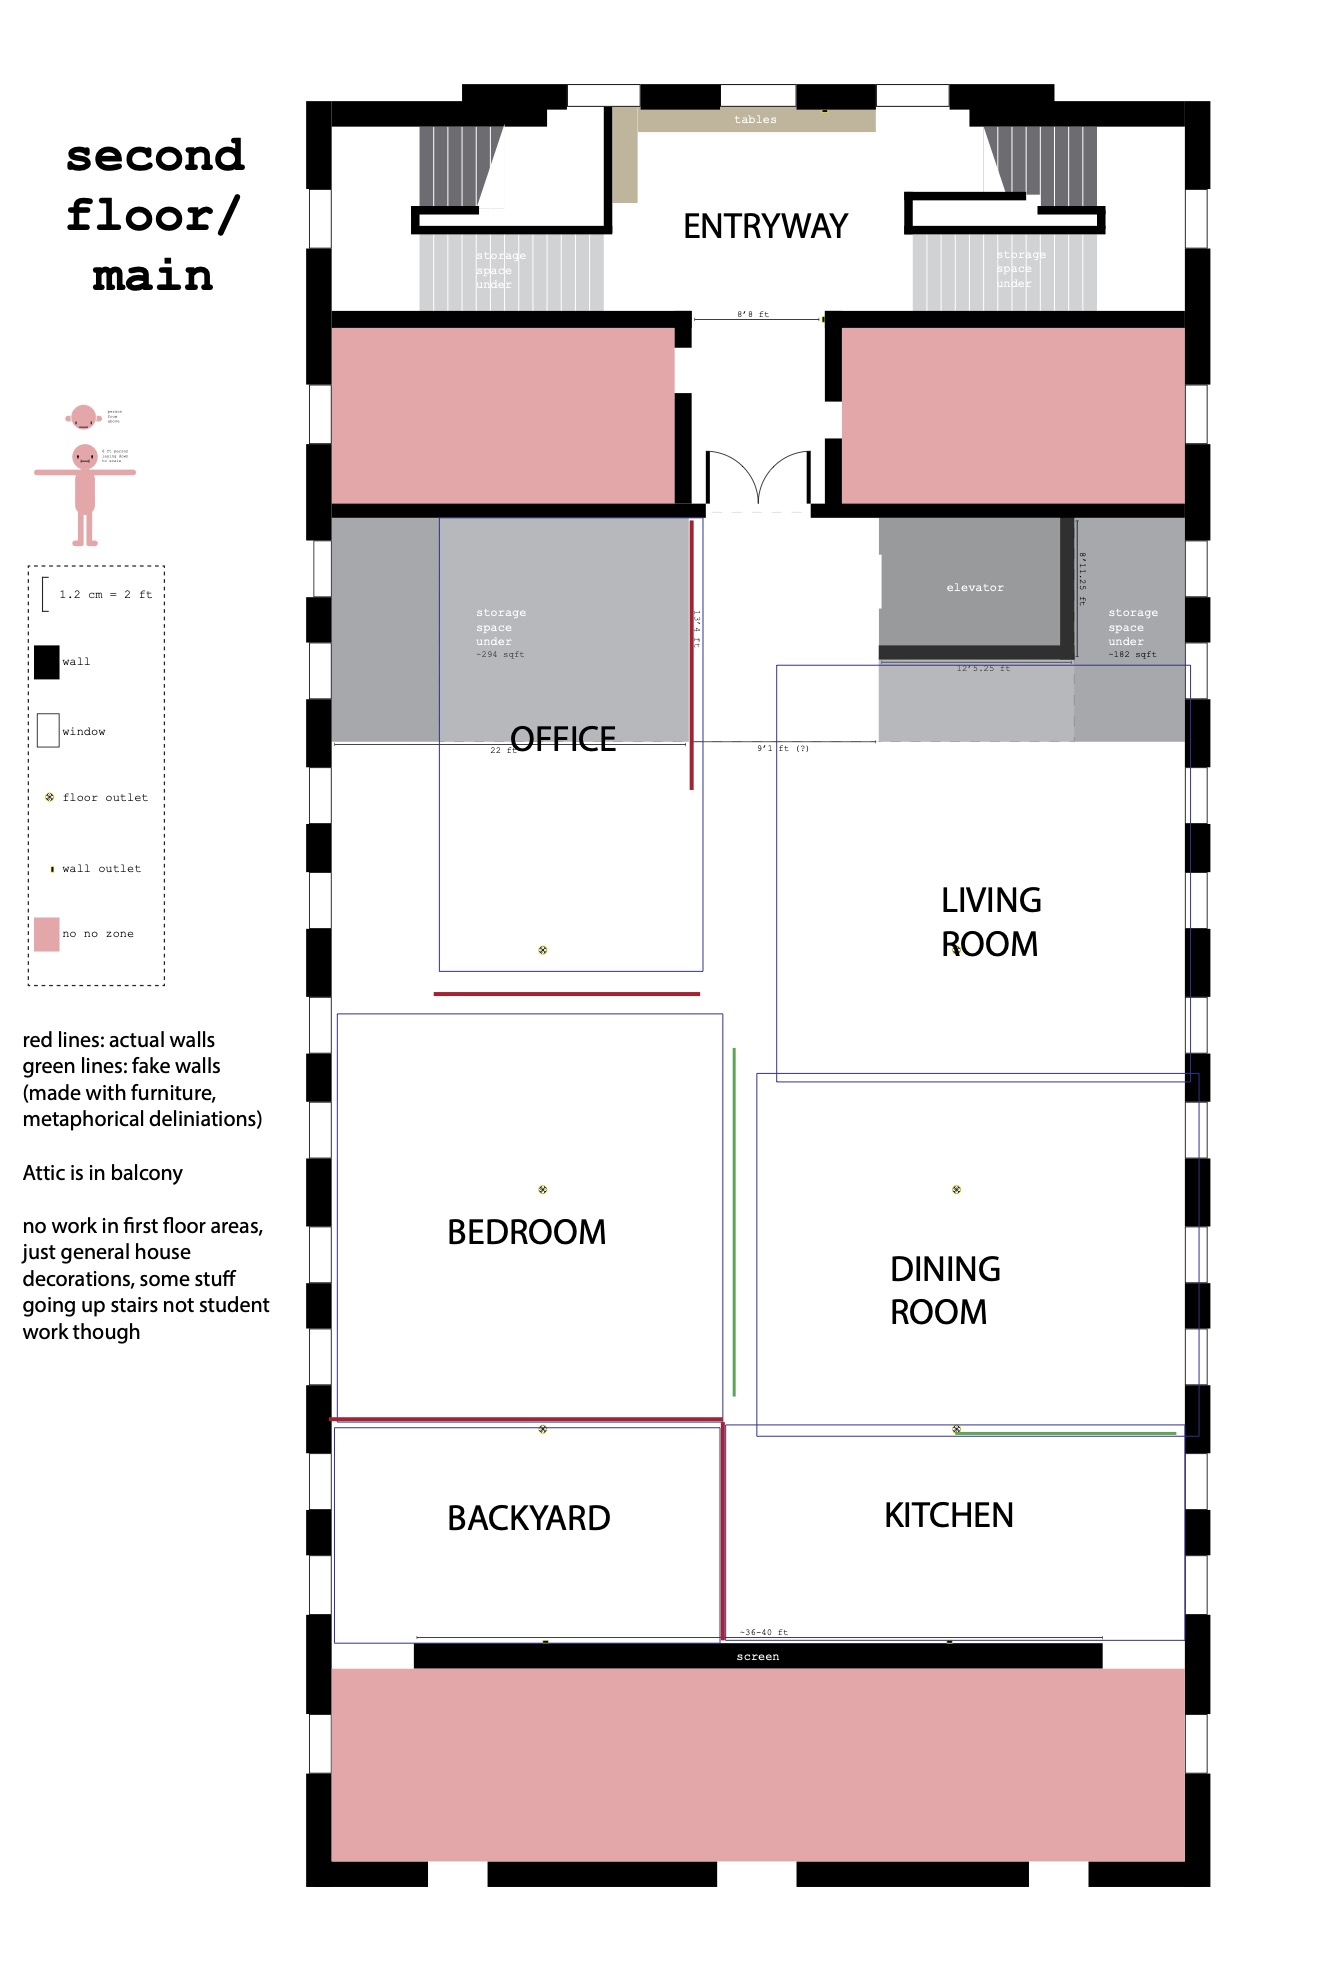 second
floor/
main
tables
ENTRYWAY
storage
space
under
storage
space
under
8'8 ft
person
from
above
6 ft person
laying down
to scale
1.2 cm = 2 ft
wall
window
floor outlet
wall outlet
no no zone
elevator
8'11.25 ft
storage
space
under
~294 sqft
13'4 ft
storage
space
under
~182 sqft
12'5.25 ft
OFFICE
22 ft
9'1 ft (?)
LIVING
ROOM
red lines: actual walls
green lines: fake walls
(made with furniture,
metaphorical deliniations)
Attic is in balcony
no work in first floor areas,
just general house
decorations, some stuff
going up stairs not student
work though
BEDROOM
DINING
ROOM
BACKYARD
KITCHEN
~36-40 ft
screen